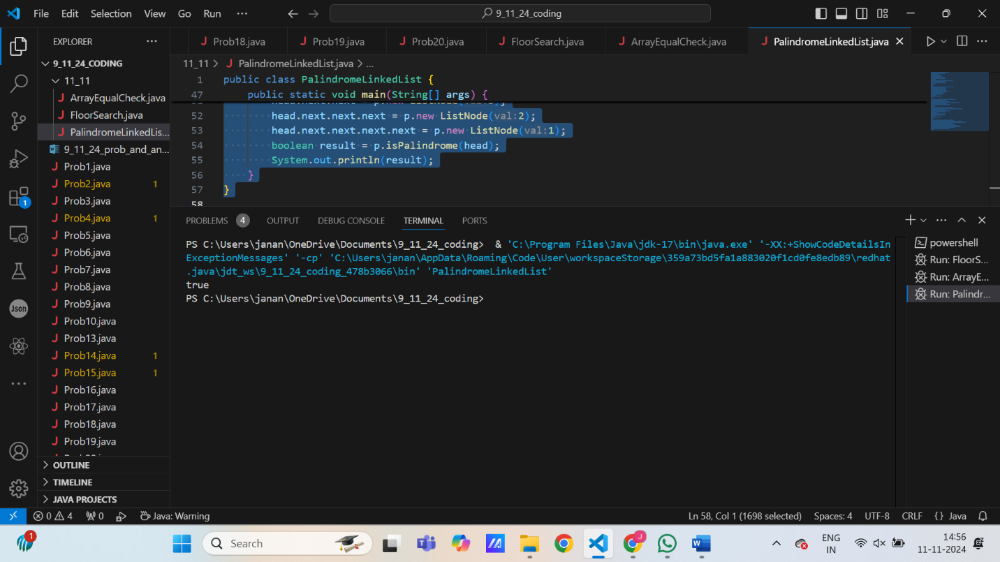 File Edit Selection View Go Run ···
9_11_24_coding
EXPLORER ···
Prob18.java Prob19.java Prob20.java FloorSearch.java ArrayEqualCheck.java PalindromeLinkedList.java
9_11_24_CODING
11_11
ArrayEqualCheck.java
FloorSearch.java
PalindromeLinkedLis...
9_11_24_prob_and_an...
Prob1.java
Prob2.java 1
Prob3.java
Prob4.java 1
Prob5.java
Prob6.java
Prob7.java
Prob8.java
Prob9.java
Prob10.java
Prob13.java
Prob14.java 1
Prob15.java 1
Prob16.java
Prob17.java
Prob18.java
Prob19.java
OUTLINE
TIMELINE
JAVA PROJECTS
1
Json
11_11 > PalindromeLinkedList.java > ...
1 public class PalindromeLinkedList {
47 public static void main(String[] args) {
52 head.next.next.next = p.new ListNode(val:2);
53 head.next.next.next.next = p.new ListNode(val:1);
54 boolean result = p.isPalindrome(head);
55 System.out.println(result);
56 }
57 }
58
PROBLEMS 4 OUTPUT DEBUG CONSOLE TERMINAL PORTS
PS C:\Users\janan\OneDrive\Documents\9_11_24_coding> & 'C:\Program Files\Java\jdk-17\bin\java.exe' '-XX:+ShowCodeDetailsIn
ExceptionMessages' '-cp' 'C:\Users\janan\AppData\Roaming\Code\User\workspaceStorage\359a73bd5fa1a883020f1cd0fe8edb89\redhat
.java\jdt_ws\9_11_24_coding_478b3066\bin' 'PalindromeLinkedList'
true
PS C:\Users\janan\OneDrive\Documents\9_11_24_coding>
powershell
Run: FloorS...
Run: ArrayE...
Run: Palindr...
0 4 0 Java: Warning
Ln 58, Col 1 (1698 selected) Spaces: 4 UTF-8 CRLF { } Java
1
Search
J
ENG
IN
14:56
11-11-2024